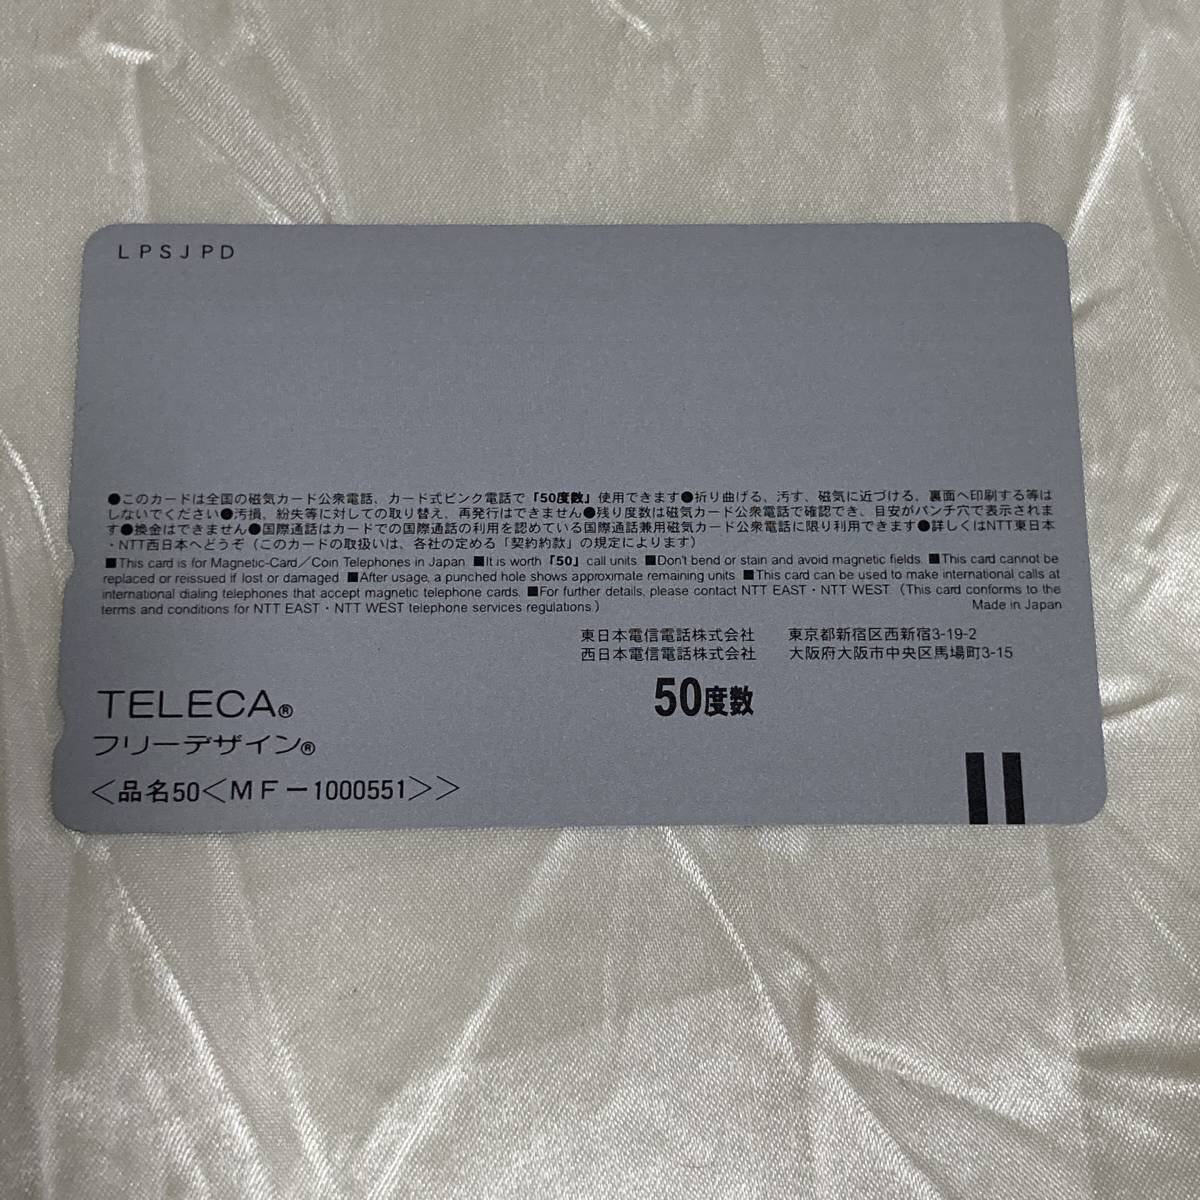 LPSJPD
●このカードは全国の磁気カード公衆電話、カード式ピンク電話で「50度数」使用できます●折り曲げる、汚す、磁気に近づける、裏面へ印刷する等は
しないでください●汚損、紛失等に対しての取り替え、再発行はできません●残り度数は磁気カード公衆電話で確認でき、目安がパンチ穴で表示されま
す●換金はできません●国際通話はカードでの国際通話の利用を認めている国際通話兼用磁気カード公衆電話に限り利用できます●詳しくはNTT東日本
・NTT西日本へどうぞ（このカードの取扱いは、各社の定める「契約約款」の規定によります）
■This card is for Magnetic-Card／Coin Telephones in Japan. ■It is worth「50」call units. ■Don't bend or stain and avoid magnetic fields. ■This card cannot be
replaced or reissued if lost or damaged. ■After usage, a punched hole shows approximate remaining units. ■This card can be used to make international calls at
international dialing telephones that accept magnetic telephone cards. ■For further details, please contact NTT EAST・NTT WEST.（This card conforms to the
terms and conditions for NTT EAST・NTT WEST telephone services regulations.）
Made in Japan
東日本電信電話株式会社 東京都新宿区西新宿3-19-2
西日本電信電話株式会社 大阪府大阪市中央区馬場町3-15
50度数
TELECA®
フリーデザイン®
＜品名50＜MF－1000551＞＞